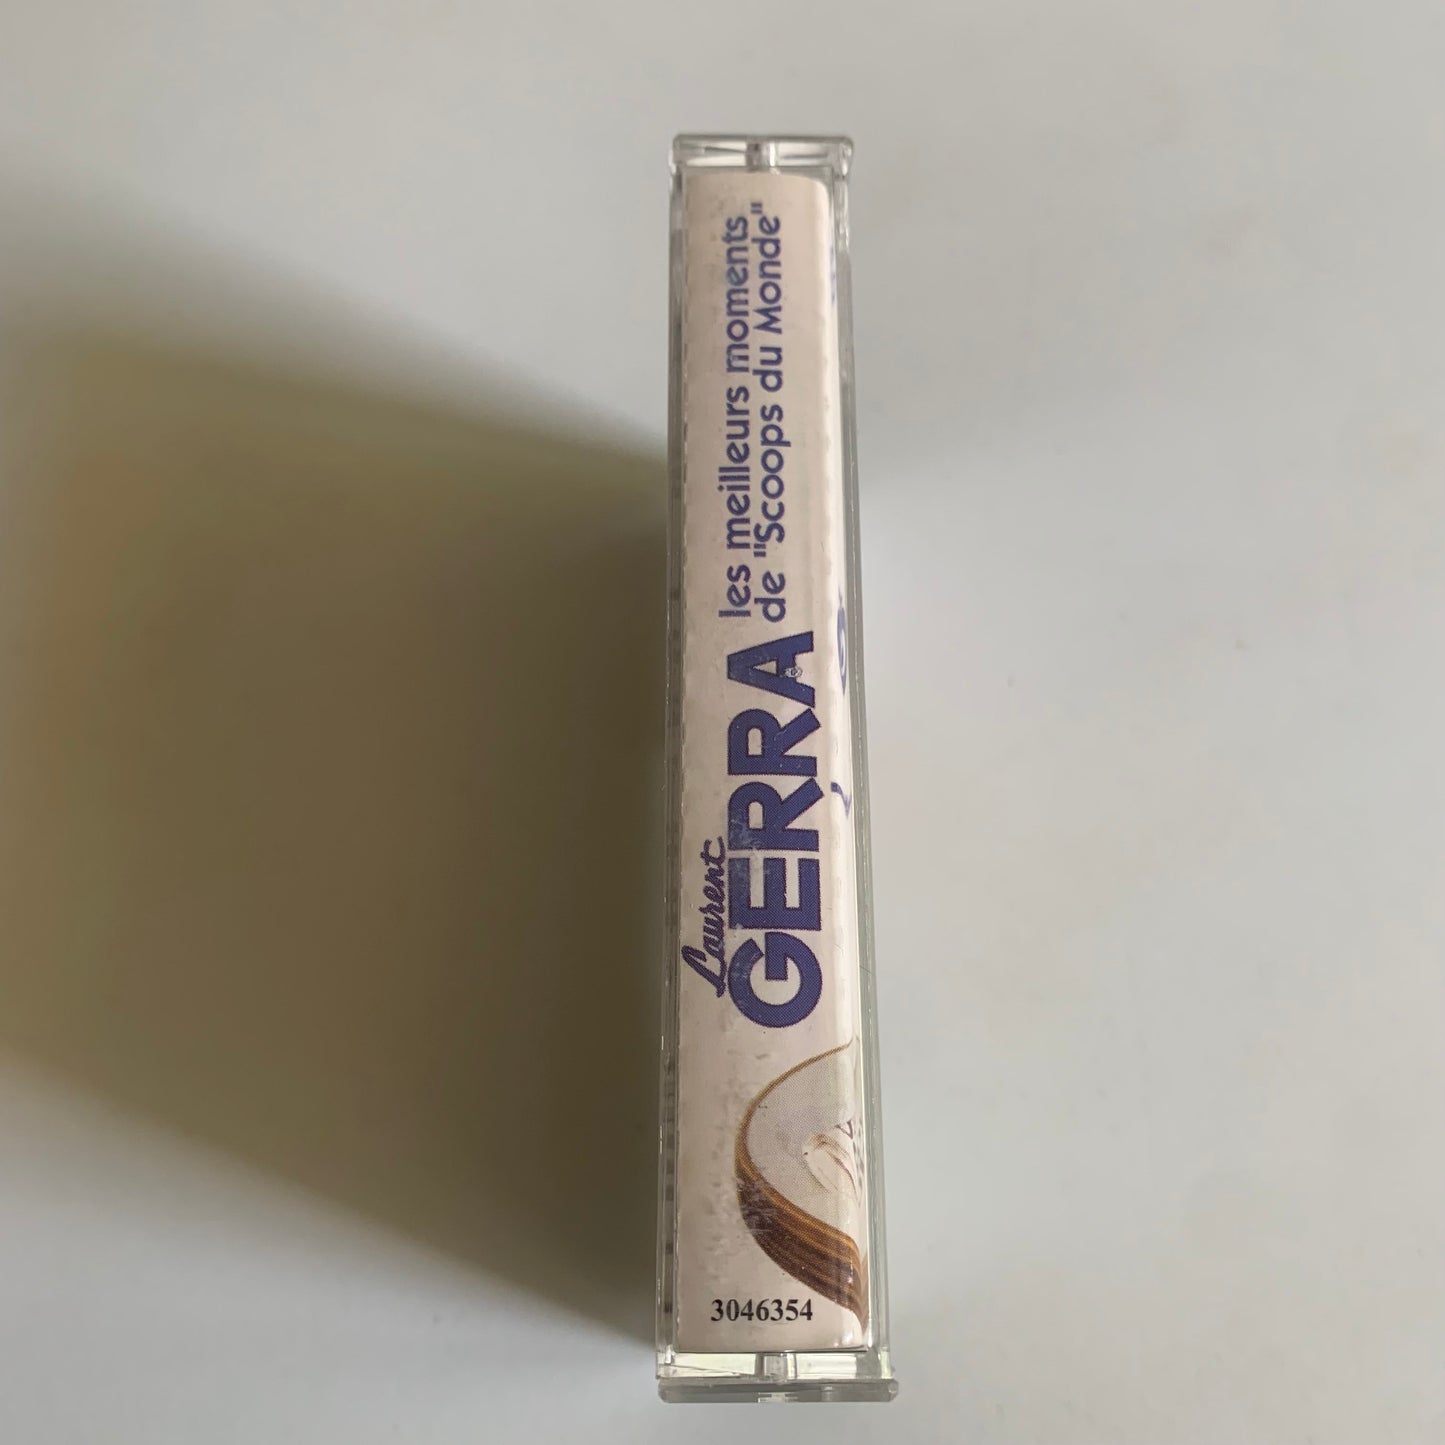 Laurent
GERRA
les meilleurs moments
de "Scoops du Monde"
3046354